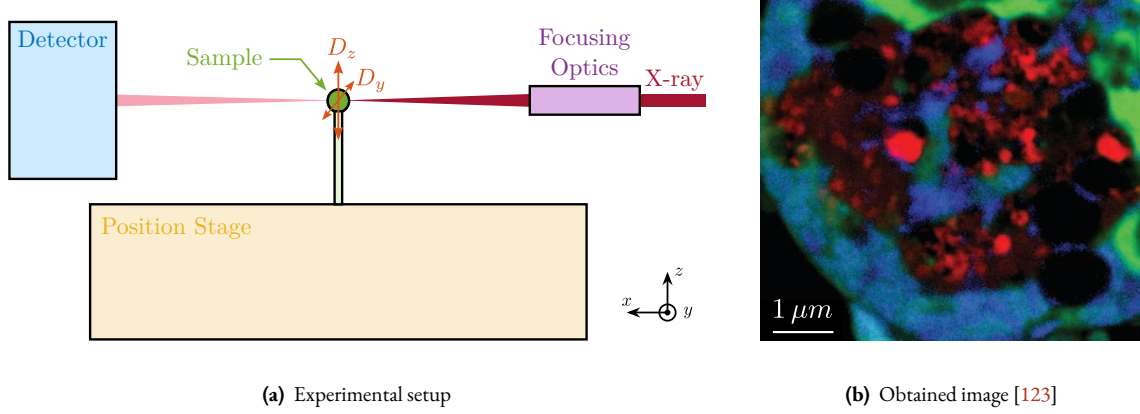 Detector
Sample
D_z
D_y
Focusing
Optics
X-ray
Position Stage
x
z
y
1 μm
(a) Experimental setup
(b) Obtained image [123]